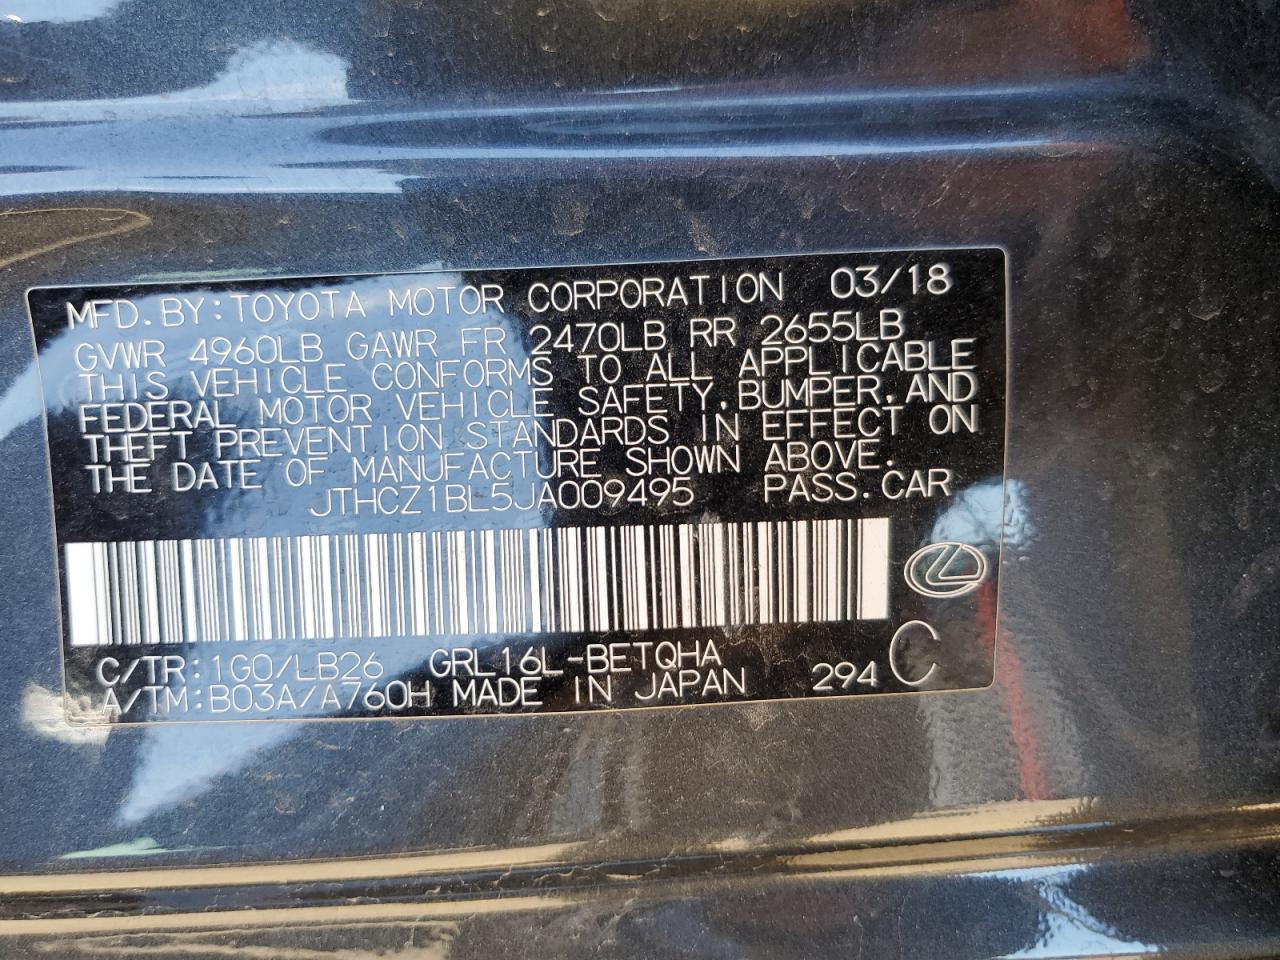 MFD.BY:TOYOTA MOTOR CORPORATION 03/18
GVWR 4960LB GAWR FR 2470LB RR 2655LB
THIS VEHICLE CONFORMS TO ALL APPLICABLE
FEDERAL MOTOR VEHICLE SAFETY,BUMPER,AND
THEFT PREVENTION STANDARDS IN EFFECT ON
THE DATE OF MANUFACTURE SHOWN ABOVE.
JTHCZ1BL5JA009495 PASS.CAR
C/TR:1G0/LB26 GRL16L-BETQHA
A/TM:B03A/A760H MADE IN JAPAN 294 C